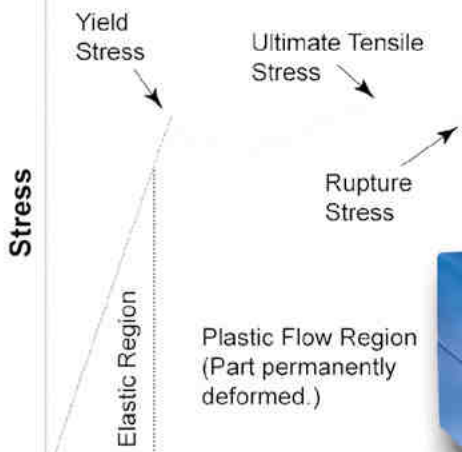 Yield
Stress
Ultimate Tensile
Stress
Rupture
Stress
Stress
Elastic Region
Plastic Flow Region
(Part permanently
deformed.)